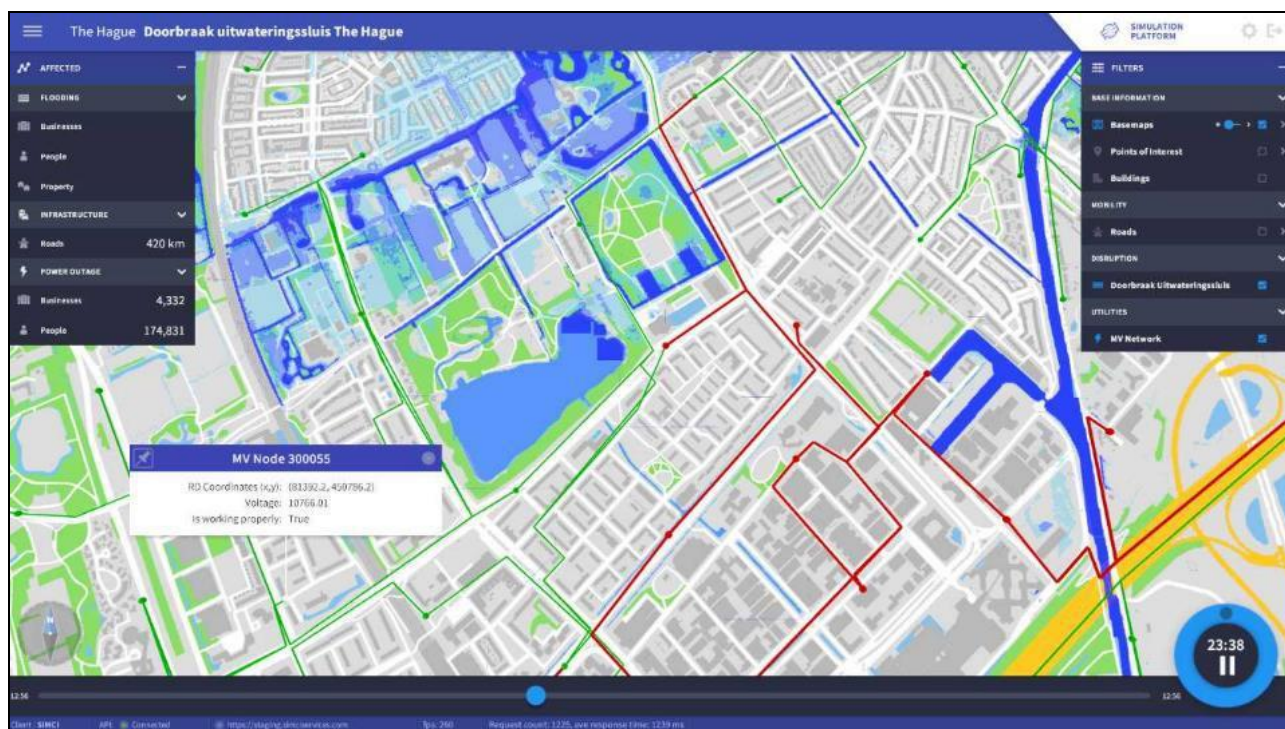 The Hague Doorbraak uitwateringssluis The Hague
SIMULATION
PLATFORM
AFFECTED
FLOODING
Businesses
People
Property
INFRASTRUCTURE
Roads 420 km
POWER OUTAGE
Businesses 4,332
People 174,831
FILTERS
BASE INFORMATION
Basemaps
Points of Interest
Buildings
MOBILITY
Roads
DISRUPTION
Doorbraak Uitwateringssluis
UTILITIES
MV Network
MV Node 300055
RD Coordinates (x,y): (81392.2, 450786.2)
Voltage: 10766.01
Is working properly: True
N
23:38
12:56
12:56
Client: SIMCI API: Connected https://staging.simciservices.com fps: 260 Request count: 1225, ave response time: 1239 ms